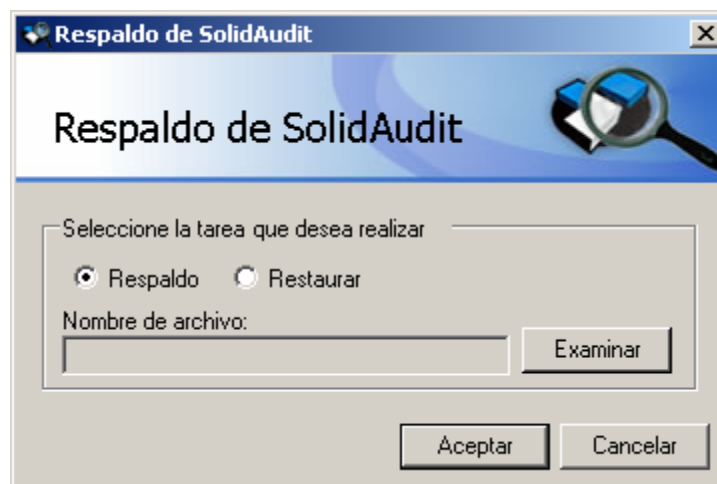 Respaldo de SolidAudit
Respaldo de SolidAudit
Seleccione la tarea que desea realizar
Respaldo Restaurar
Nombre de archivo:
Examinar
Aceptar Cancelar